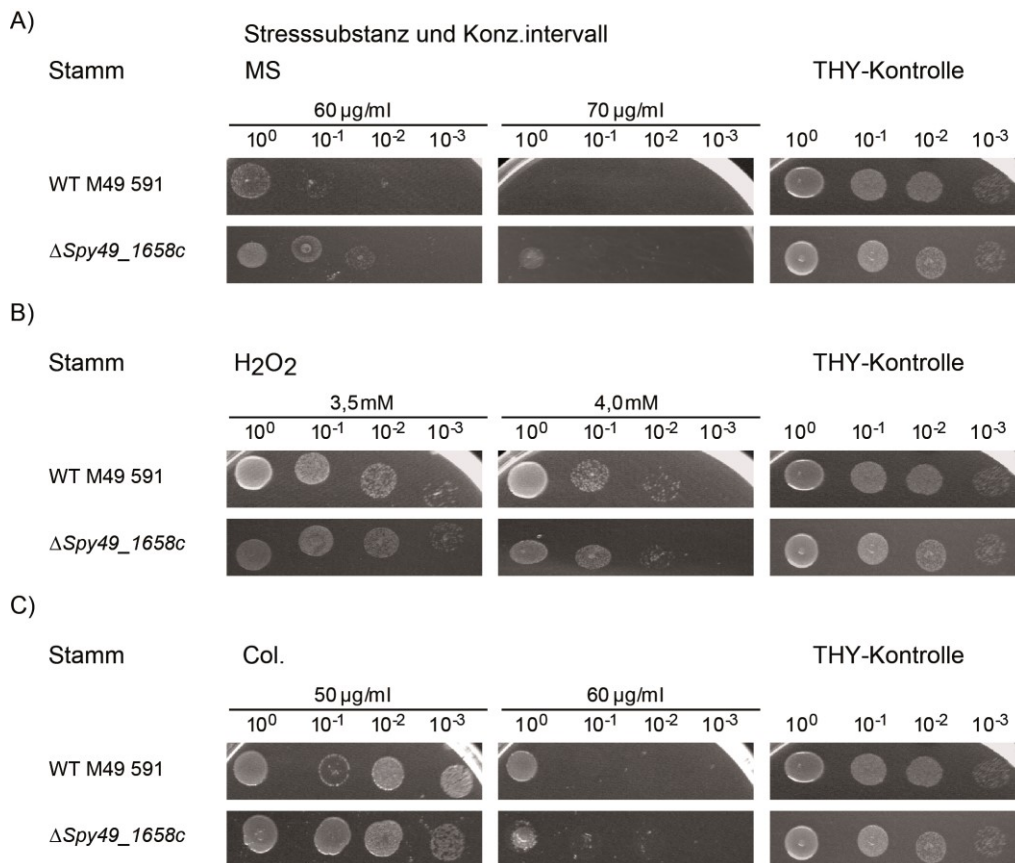 A)
Stresssubstanz und Konz.intervall
Stamm MS THY-Kontrolle
60 µg/ml 70 µg/ml
10⁰ 10⁻¹ 10⁻² 10⁻³ 10⁰ 10⁻¹ 10⁻² 10⁻³ 10⁰ 10⁻¹ 10⁻² 10⁻³
WT M49 591
ΔSpy49_1658c
B)
Stamm H₂O₂ THY-Kontrolle
3,5 mM 4,0 mM
10⁰ 10⁻¹ 10⁻² 10⁻³ 10⁰ 10⁻¹ 10⁻² 10⁻³ 10⁰ 10⁻¹ 10⁻² 10⁻³
WT M49 591
ΔSpy49_1658c
C)
Stamm Col. THY-Kontrolle
50 µg/ml 60 µg/ml
10⁰ 10⁻¹ 10⁻² 10⁻³ 10⁰ 10⁻¹ 10⁻² 10⁻³ 10⁰ 10⁻¹ 10⁻² 10⁻³
WT M49 591
ΔSpy49_1658c